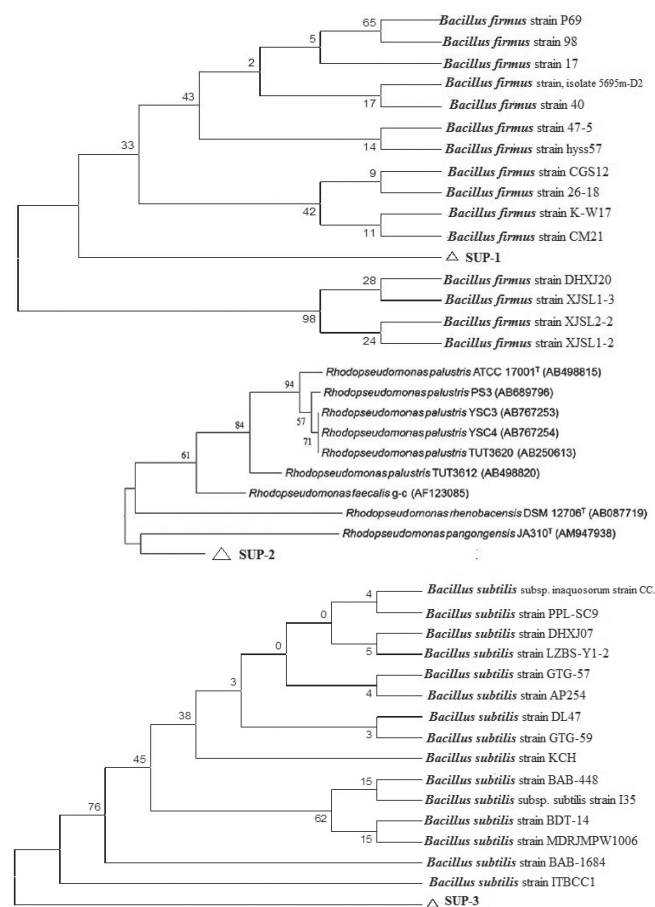 65
Bacillus firmus strain P69
5
Bacillus firmus strain 98
2
Bacillus firmus strain 17
Bacillus firmus strain, isolate 5695m-D2
43
17
Bacillus firmus strain 40
Bacillus firmus strain 47-5
33
14
Bacillus firmus strain hyss57
9
Bacillus firmus strain CGS12
Bacillus firmus strain 26-18
42
Bacillus firmus strain K-W17
11
Bacillus firmus strain CM21
△ SUP-1
28
Bacillus firmus strain DHXJ20
Bacillus firmus strain XJSL1-3
98
Bacillus firmus strain XJSL2-2
24
Bacillus firmus strain XJSL1-2
Rhodopseudomonas palustris ATCC 17001T (AB498815)
94
Rhodopseudomonas palustris PS3 (AB689796)
57
Rhodopseudomonas palustris YSC3 (AB767253)
84
Rhodopseudomonas palustris YSC4 (AB767254)
71
Rhodopseudomonas palustris TUT3620 (AB250613)
61
Rhodopseudomonas palustris TUT3612 (AB498820)
Rhodopseudomonas faecalis g-c (AF123085)
Rhodopseudomonas rhenobacensis DSM 12706T (AB087719)
Rhodopseudomonas pangongensis JA310T (AM947938)
△ SUP-2 :
4
Bacillus subtilis subsp. inaquosorum strain CC.
0
Bacillus subtilis strain PPL-SC9
Bacillus subtilis strain DHXJ07
0
5
Bacillus subtilis strain LZBS-Y1-2
Bacillus subtilis strain GTG-57
3
4
Bacillus subtilis strain AP254
Bacillus subtilis strain DL47
38
3
Bacillus subtilis strain GTG-59
Bacillus subtilis strain KCH
45
15
Bacillus subtilis strain BAB-448
Bacillus subtilis subsp. subtilis strain I35
76
62
Bacillus subtilis strain BDT-14
15
Bacillus subtilis strain MDRJMPW1006
Bacillus subtilis strain BAB-1684
Bacillus subtilis strain ITBCC1
△ SUP-3